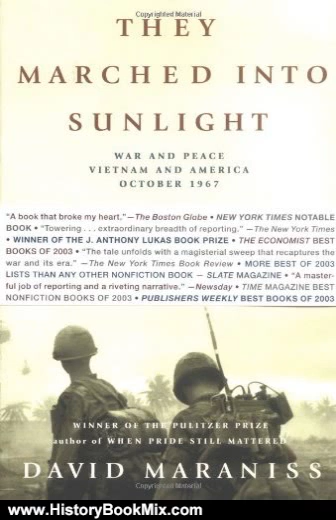 Copyrighted Material
THEY
MARCHED INTO
SUNLIGHT
WAR AND PEACE
VIETNAM AND AMERICA
OCTOBER 1967
"A book that broke my heart."—The Boston Globe • NEW YORK TIMES NOTABLE
BOOK • "Towering . . . extraordinary breadth of reporting." —The New York Times
• WINNER OF THE J. ANTHONY LUKAS BOOK PRIZE • THE ECONOMIST BEST
BOOKS OF 2003 • "The tale unfolds with a magisterial sweep that recaptures the
war and its era." —The New York Times Book Review • MORE BEST OF 2003
LISTS THAN ANY OTHER NONFICTION BOOK — SLATE MAGAZINE • "A master-
ful job of reporting and a riveting narrative." —Newsday • TIME MAGAZINE BEST
NONFICTION BOOKS OF 2003 • PUBLISHERS WEEKLY BEST BOOKS OF 2003
WINNER OF THE PULITZER PRIZE
author of WHEN PRIDE STILL MATTERED
DAVID MARANISS
Copyrighted Material
www.HistoryBookMix.com